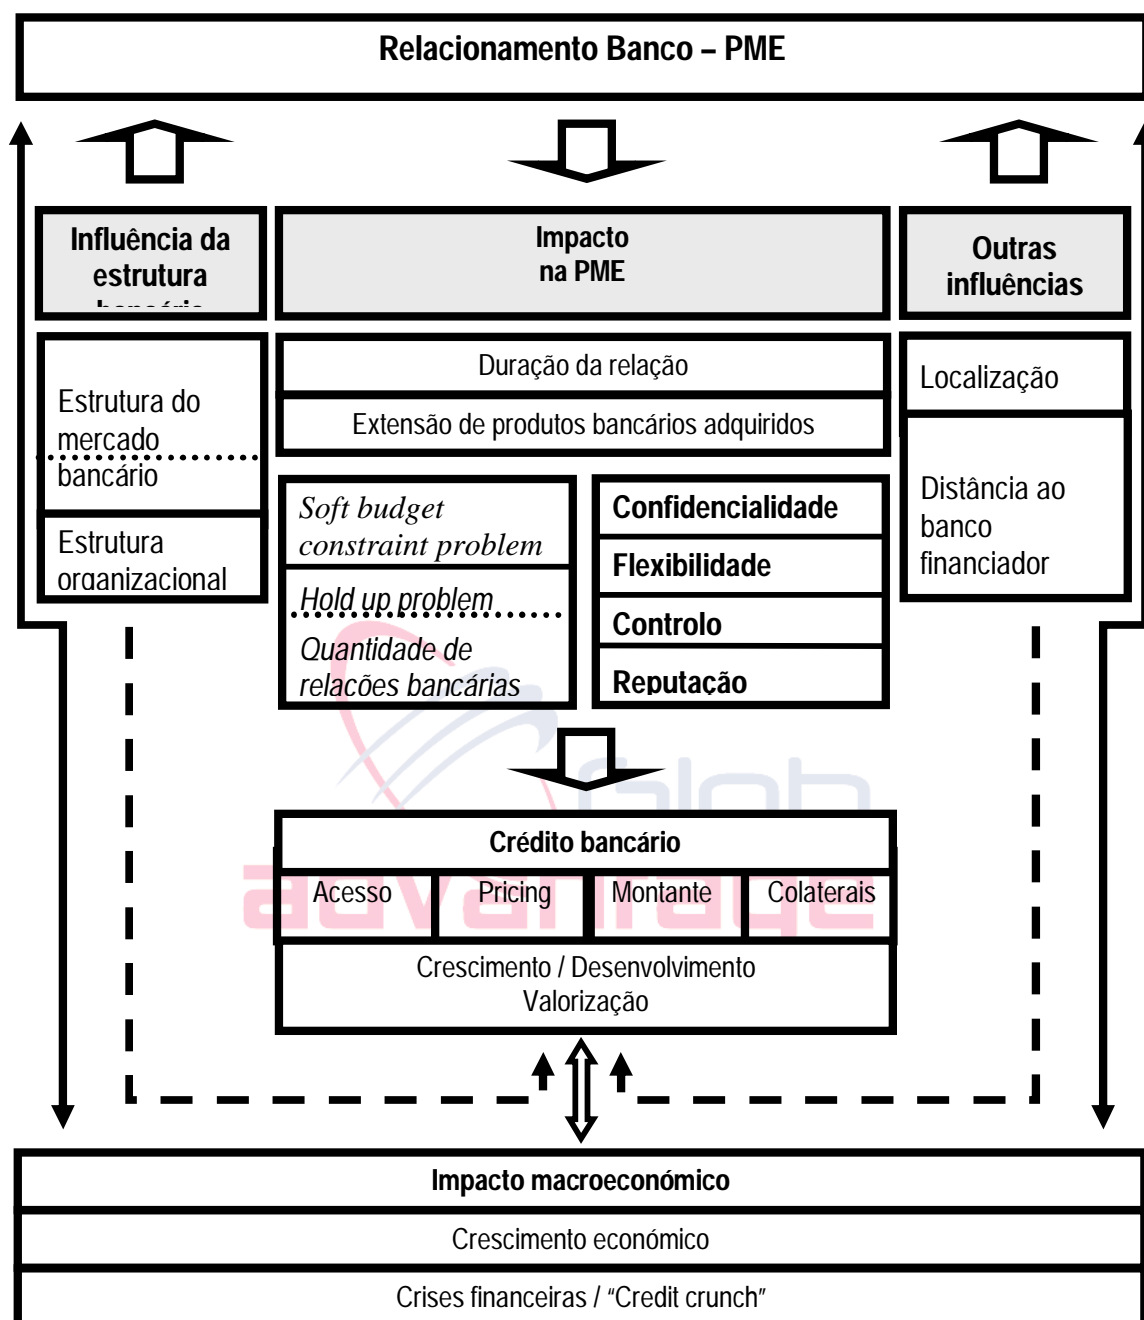 Relacionamento Banco – PME
Influência da
estrutura
bancária
Impacto
na PME
Outras
influências
Estrutura do
mercado
bancário
Estrutura
organizacional
Duração da relação
Extensão de produtos bancários adquiridos
Soft budget
constraint problem
Hold up problem
Quantidade de
relações bancárias
Confidencialidade
Flexibilidade
Controlo
Reputação
Localização
Distância ao
banco
financiador
Crédito bancário
Acesso
Pricing
Montante
Colaterais
Crescimento / Desenvolvimento
Valorização
Glob
advantage
Impacto macroeconómico
Crescimento económico
Crises financeiras / “Credit crunch”